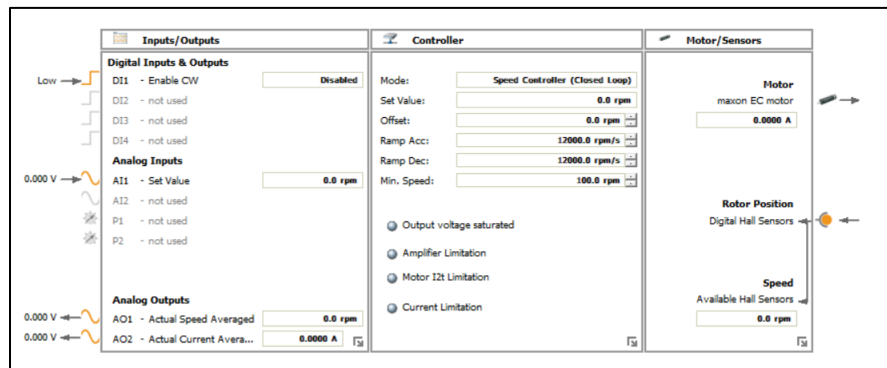 Inputs/Outputs
Controller
Motor/Sensors
Digital Inputs & Outputs
Low
DI1 - Enable CW
Disabled
DI2 - not used
DI3 - not used
DI4 - not used
Analog Inputs
0.000 V
AI1 - Set Value
0.0 rpm
AI2 - not used
P1 - not used
P2 - not used
Analog Outputs
0.000 V
AO1 - Actual Speed Averaged
0.0 rpm
0.000 V
AO2 - Actual Current Avera...
0.0000 A
Mode:
Speed Controller (Closed Loop)
Set Value:
0.0 rpm
Offset:
0.0 rpm
Ramp Acc:
12000.0 rpm/s
Ramp Dec:
12000.0 rpm/s
Min. Speed:
100.0 rpm
Output voltage saturated
Amplifier Limitation
Motor I2t Limitation
Current Limitation
Motor
maxon EC motor
0.0000 A
Rotor Position
Digital Hall Sensors
Speed
Available Hall Sensors
0.0 rpm